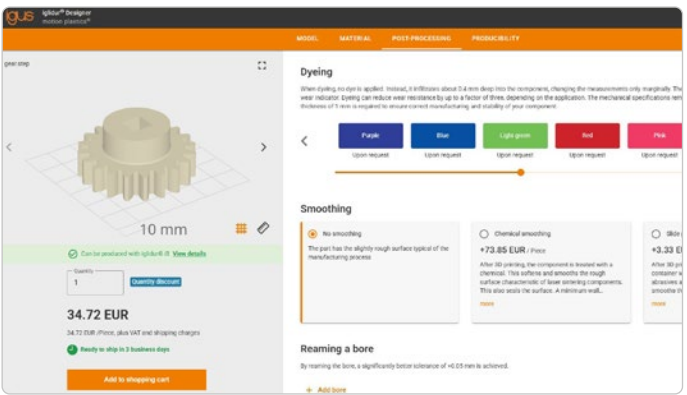 igus
iglidur® Designer
motion plastics®
MODEL
MATERIAL
POST-PROCESSING
PRODUCIBILITY
gear.step
10 mm
Can be produced with iglidur® i3 View details
Quantity
1
Quantity discount
34.72 EUR
34.72 EUR /Piece, plus VAT and shipping charges
Ready to ship in 3 business days
Add to shopping cart
Dyeing
When dyeing, no dye is applied. Instead, it infiltrates about 0.4 mm deep into the component, changing the measurements only marginally. The
wear indicator. Dyeing can reduce wear resistance by up to a factor of three, depending on the application. The mechanical specifications rem
thickness of 1 mm is required to ensure correct manufacturing and stability of your component.
Purple
Blue
Light green
Red
Pink
Upon request
Upon request
Upon request
Upon request
Upon request
Smoothing
No smoothing
The part has the slightly rough surface typical of the
manufacturing process
Chemical smoothing
+73.85 EUR / Piece
After 3D printing, the component is treated with a
chemical. This softens and smooths the rough
surface characteristic of laser sintering components.
This also seals the surface. A minimum wall...
more
Slide
+3.33 E
After 3D pri
container w
abrasives a
smooths th
more
Reaming a bore
By reaming the bore, a significantly better tolerance of +0.05 mm is achieved.
+ Add bore